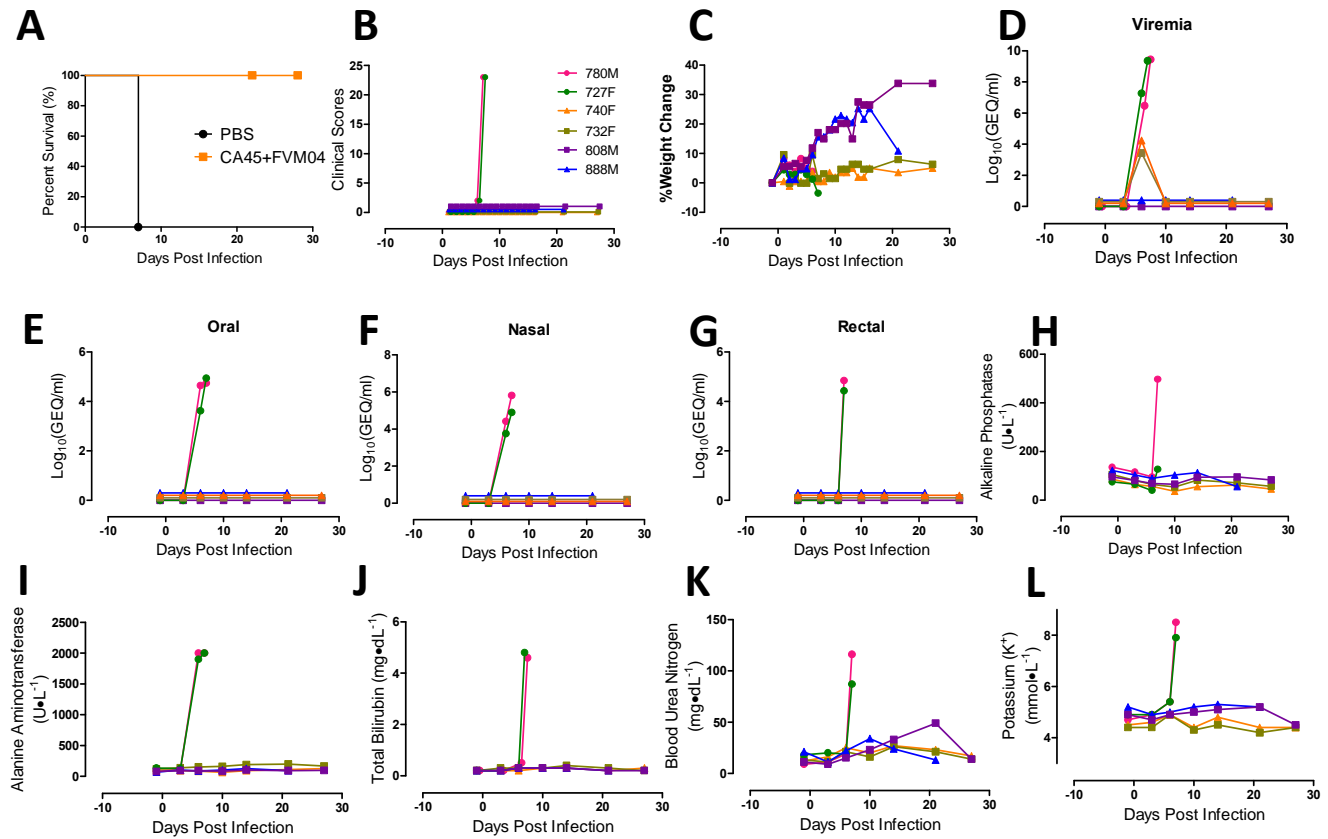 A
Percent Survival (%)
100
80
60
40
20
0
0
10
20
30
PBS
CA45+FVM04
Days Post Infection
B
Clinical Scores
25
20
15
10
5
0
-10
0
10
20
30
780M
727F
740F
732F
808M
888M
Days Post Infection
C
%Weight Change
40
30
20
10
0
-10
-10
0
10
20
30
Days Post Infection
D
Viremia
Log10(GEQ/ml)
10
8
6
4
2
0
-10
0
10
20
30
Days Post Infection
E
Oral
Log10(GEQ/ml)
6
4
2
0
-10
0
10
20
30
Days Post Infection
F
Nasal
Log10(GEQ/ml)
8
6
4
2
0
-10
0
10
20
30
Days Post Infection
G
Rectal
Log10(GEQ/ml)
6
4
2
0
-10
0
10
20
30
Days Post Infection
H
Alkaline Phosphatase
(U•L-1)
600
400
200
0
-10
0
10
20
30
Days Post Infection
I
Alanine Aminotransferase
(U•L-1)
2500
2000
1500
1000
500
0
-10
0
10
20
30
Days Post Infection
J
Total Bilirubin (mg•dL-1)
6
4
2
0
-10
0
10
20
30
Days Post Infection
K
Blood Urea Nitrogen
(mg•dL-1)
150
100
50
0
-10
0
10
20
30
Days Post Infection
L
Potassium (K+)
(mmol•L-1)
8
6
4
-10
0
10
20
30
Days Post Infection